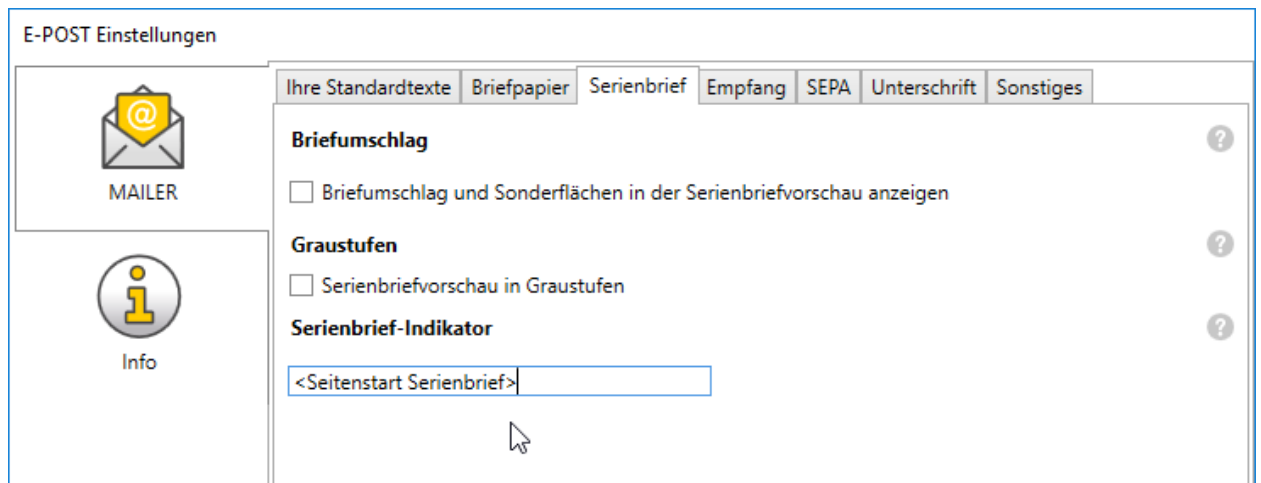 E-POST Einstellungen
Ihre Standardtexte Briefpapier Serienbrief Empfang SEPA Unterschrift Sonstiges
@
MAILER
Info
Briefumschlag ?
Briefumschlag und Sonderflächen in der Serienbriefvorschau anzeigen
Graustufen ?
Serienbriefvorschau in Graustufen
Serienbrief-Indikator ?
<Seitenstart Serienbrief>